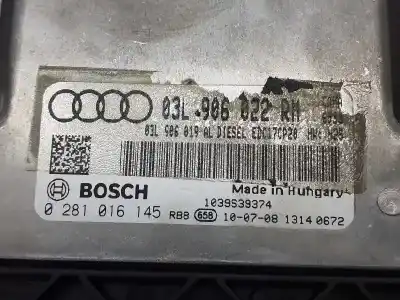 03L 906 022 RM
03L 906 019 AL DIESEL EDC17CP20 HW:
BOSCH
Made in Hungary
1039S39374
0 281 016 145 RBB 658 10-07-08 1314 0672